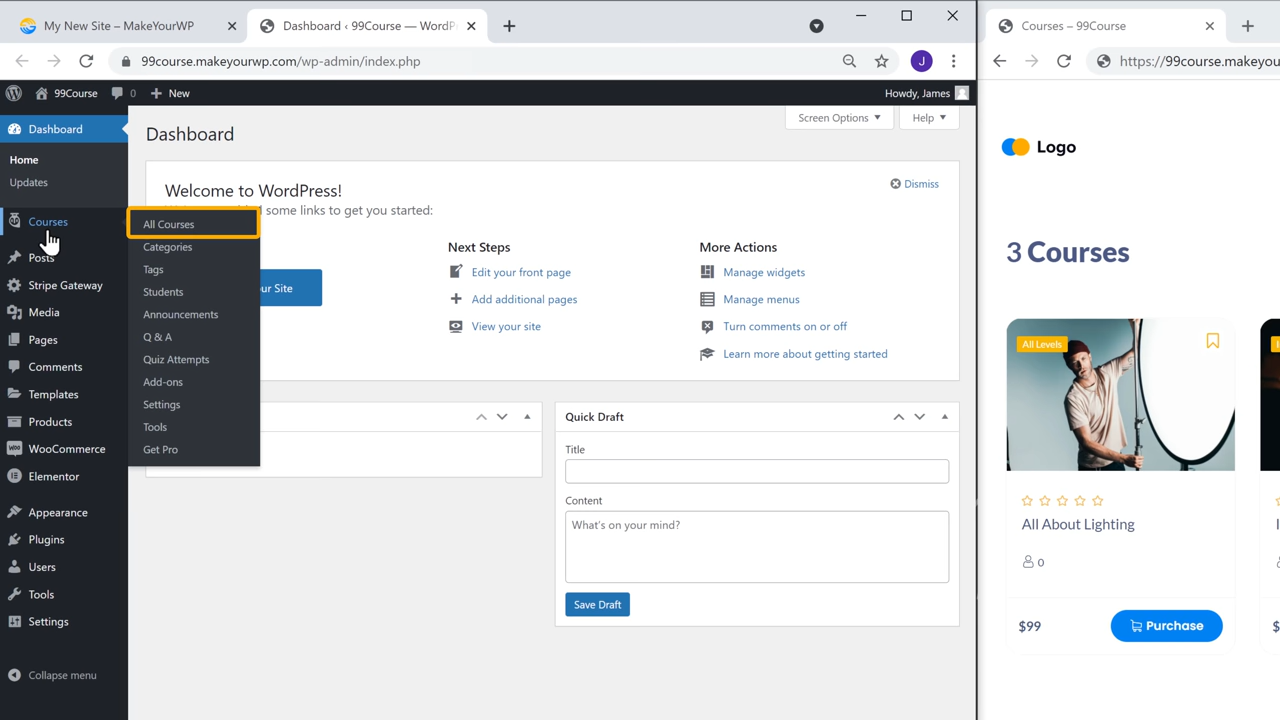 My New Site – MakeYourWP
Dashboard ‹ 99Course — WordP
Courses – 99Course
99course.makeyourwp.com/wp-admin/index.php
J
https://99course.makeyou
99Course
0
New
Howdy, James
Dashboard
Home
Updates
Courses
Posts
Stripe Gateway
Media
Pages
Comments
Templates
Products
WooCommerce
Elementor
Appearance
Plugins
Users
Tools
Settings
Collapse menu
All Courses
Categories
Tags
Students
Announcements
Q & A
Quiz Attempts
Add-ons
Settings
Tools
Get Pro
Dashboard
Screen Options
Help
Welcome to WordPress!
Dismiss
some links to get you started:
ur Site
Next Steps
Edit your front page
Add additional pages
View your site
More Actions
Manage widgets
Manage menus
Turn comments on or off
Learn more about getting started
Quick Draft
Title
Content
What's on your mind?
Save Draft
Logo
3 Courses
All Levels
All About Lighting
0
$99
Purchase
$